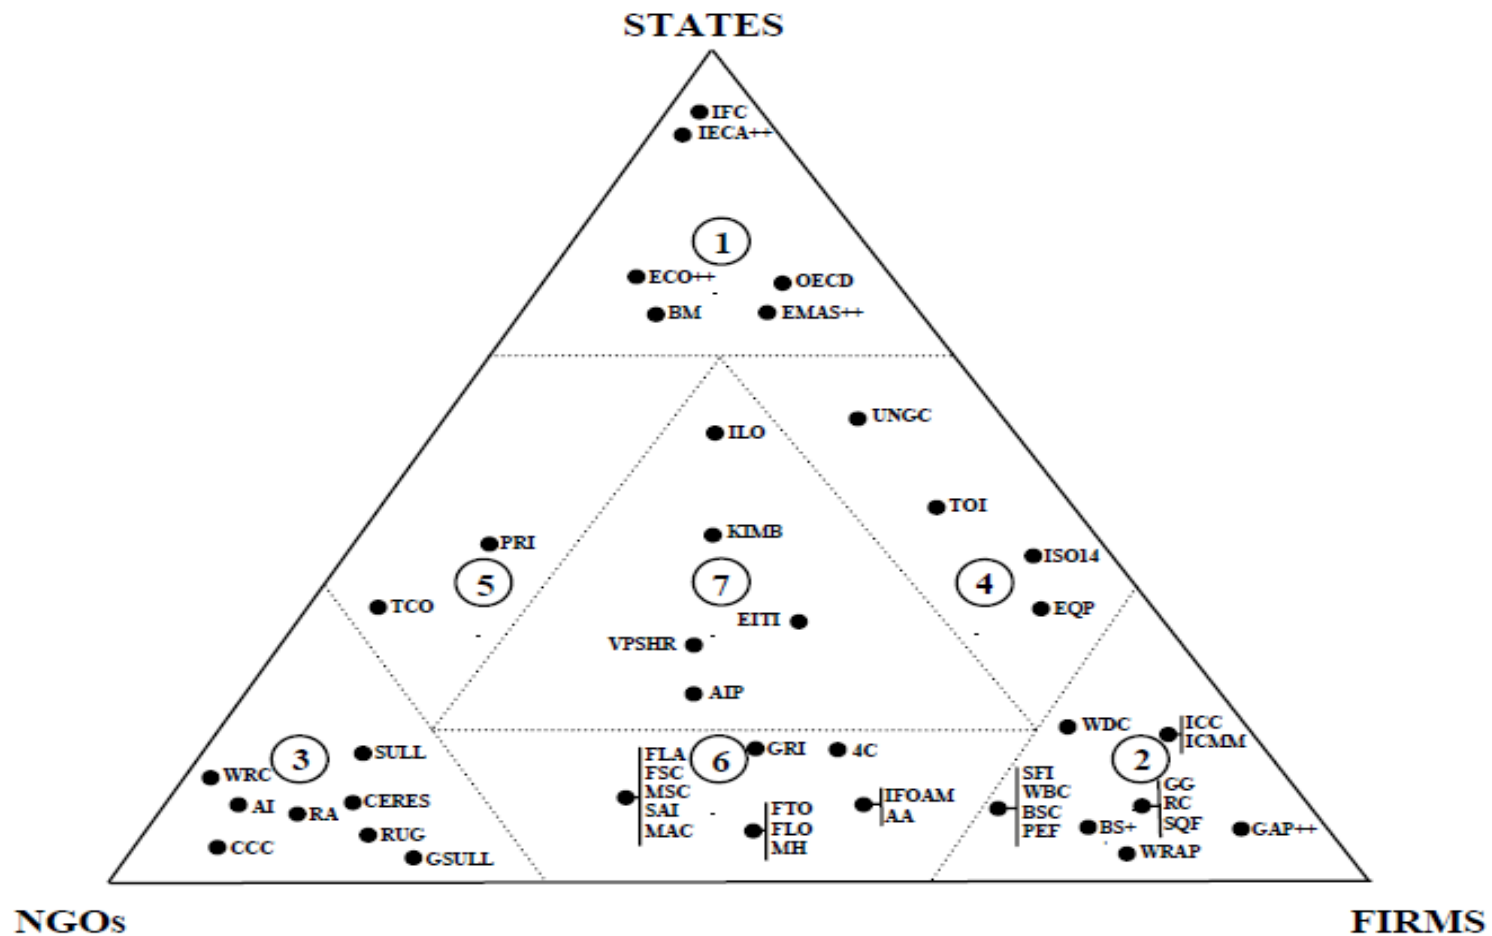 STATES
IFC
IECA++
1
ECO++
OECD
BM
EMAS++
UNGC
ILO
TOI
KIMB
PRI
ISO14
5
7
4
TCO
EQP
EITI
VPSHR
AIP
WDC
ICC
ICMM
3
SULL
6
GRI
4C
2
FLA
FSC
MSC
SAI
MAC
WRC
AI
RA
CERES
RUG
CCC
GSULL
FTO
FLO
MH
IFOAM
AA
SFI
WBC
BSC
PEF
GG
RC
SQF
BS+
WRAP
GAP++
NGOs
FIRMS